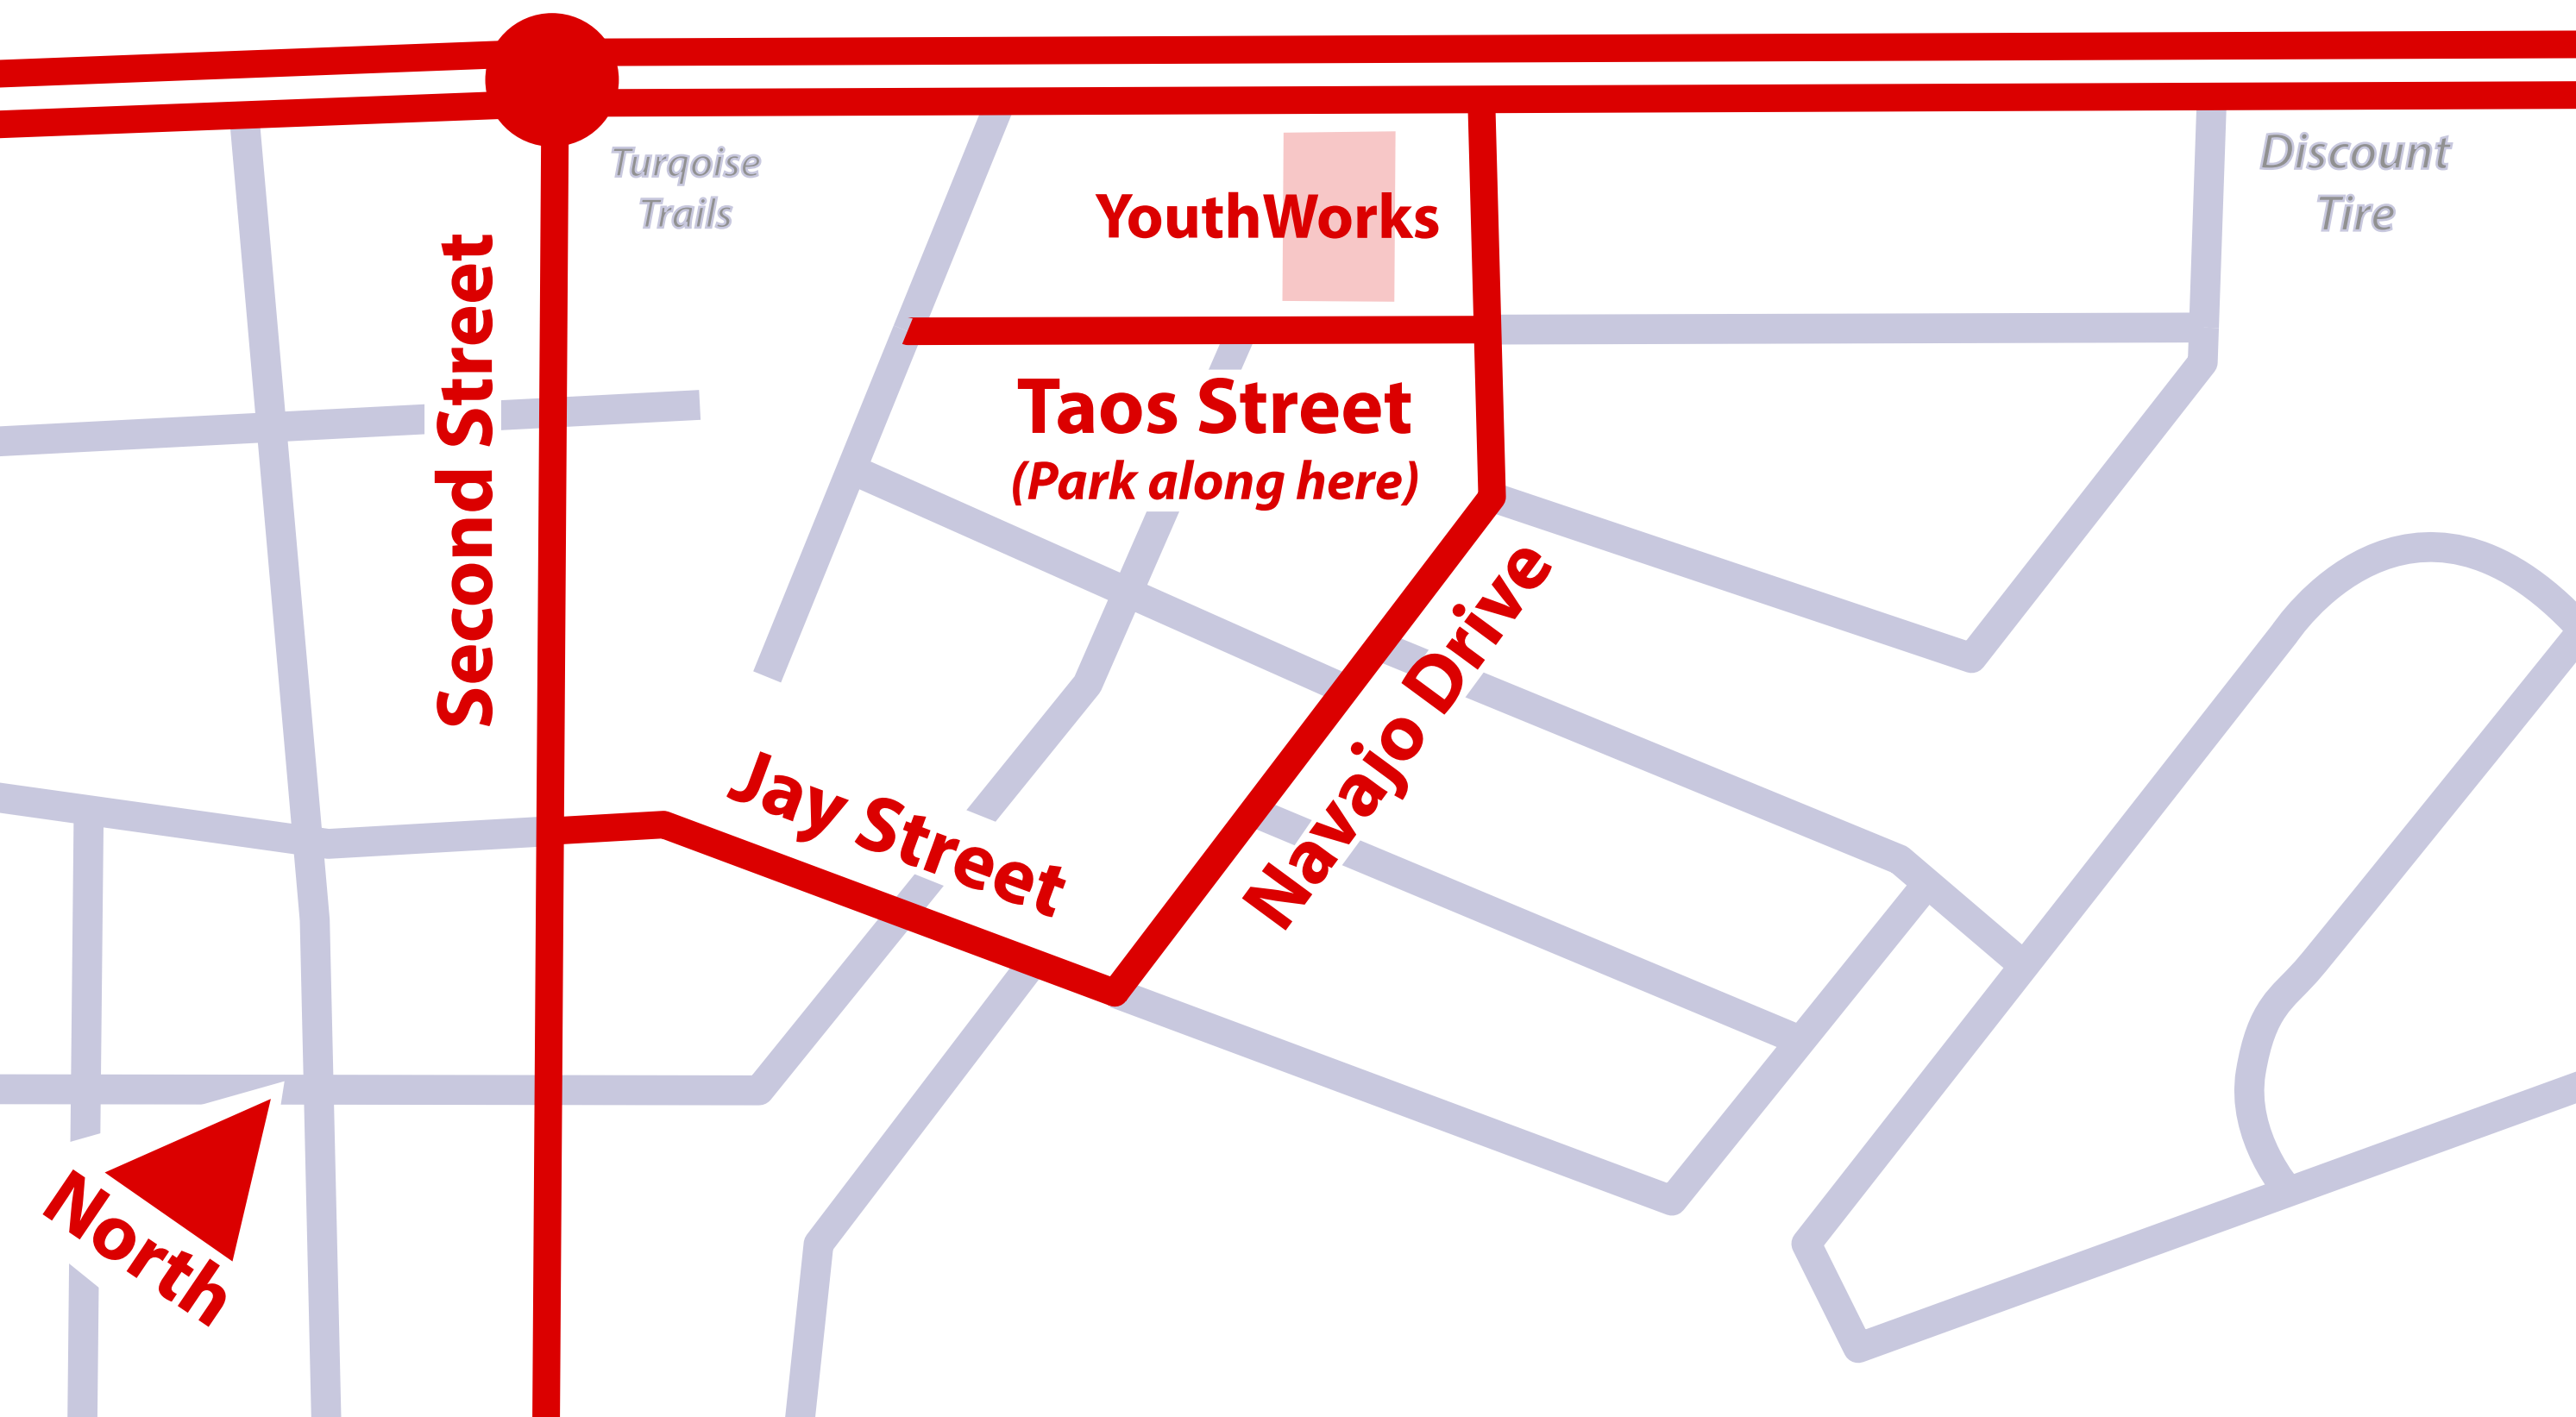 Turqoise
Trails
Discount
Tire
YouthWorks
Second Street
Taos Street
(Park along here)
Navajo Drive
Jay Street
North